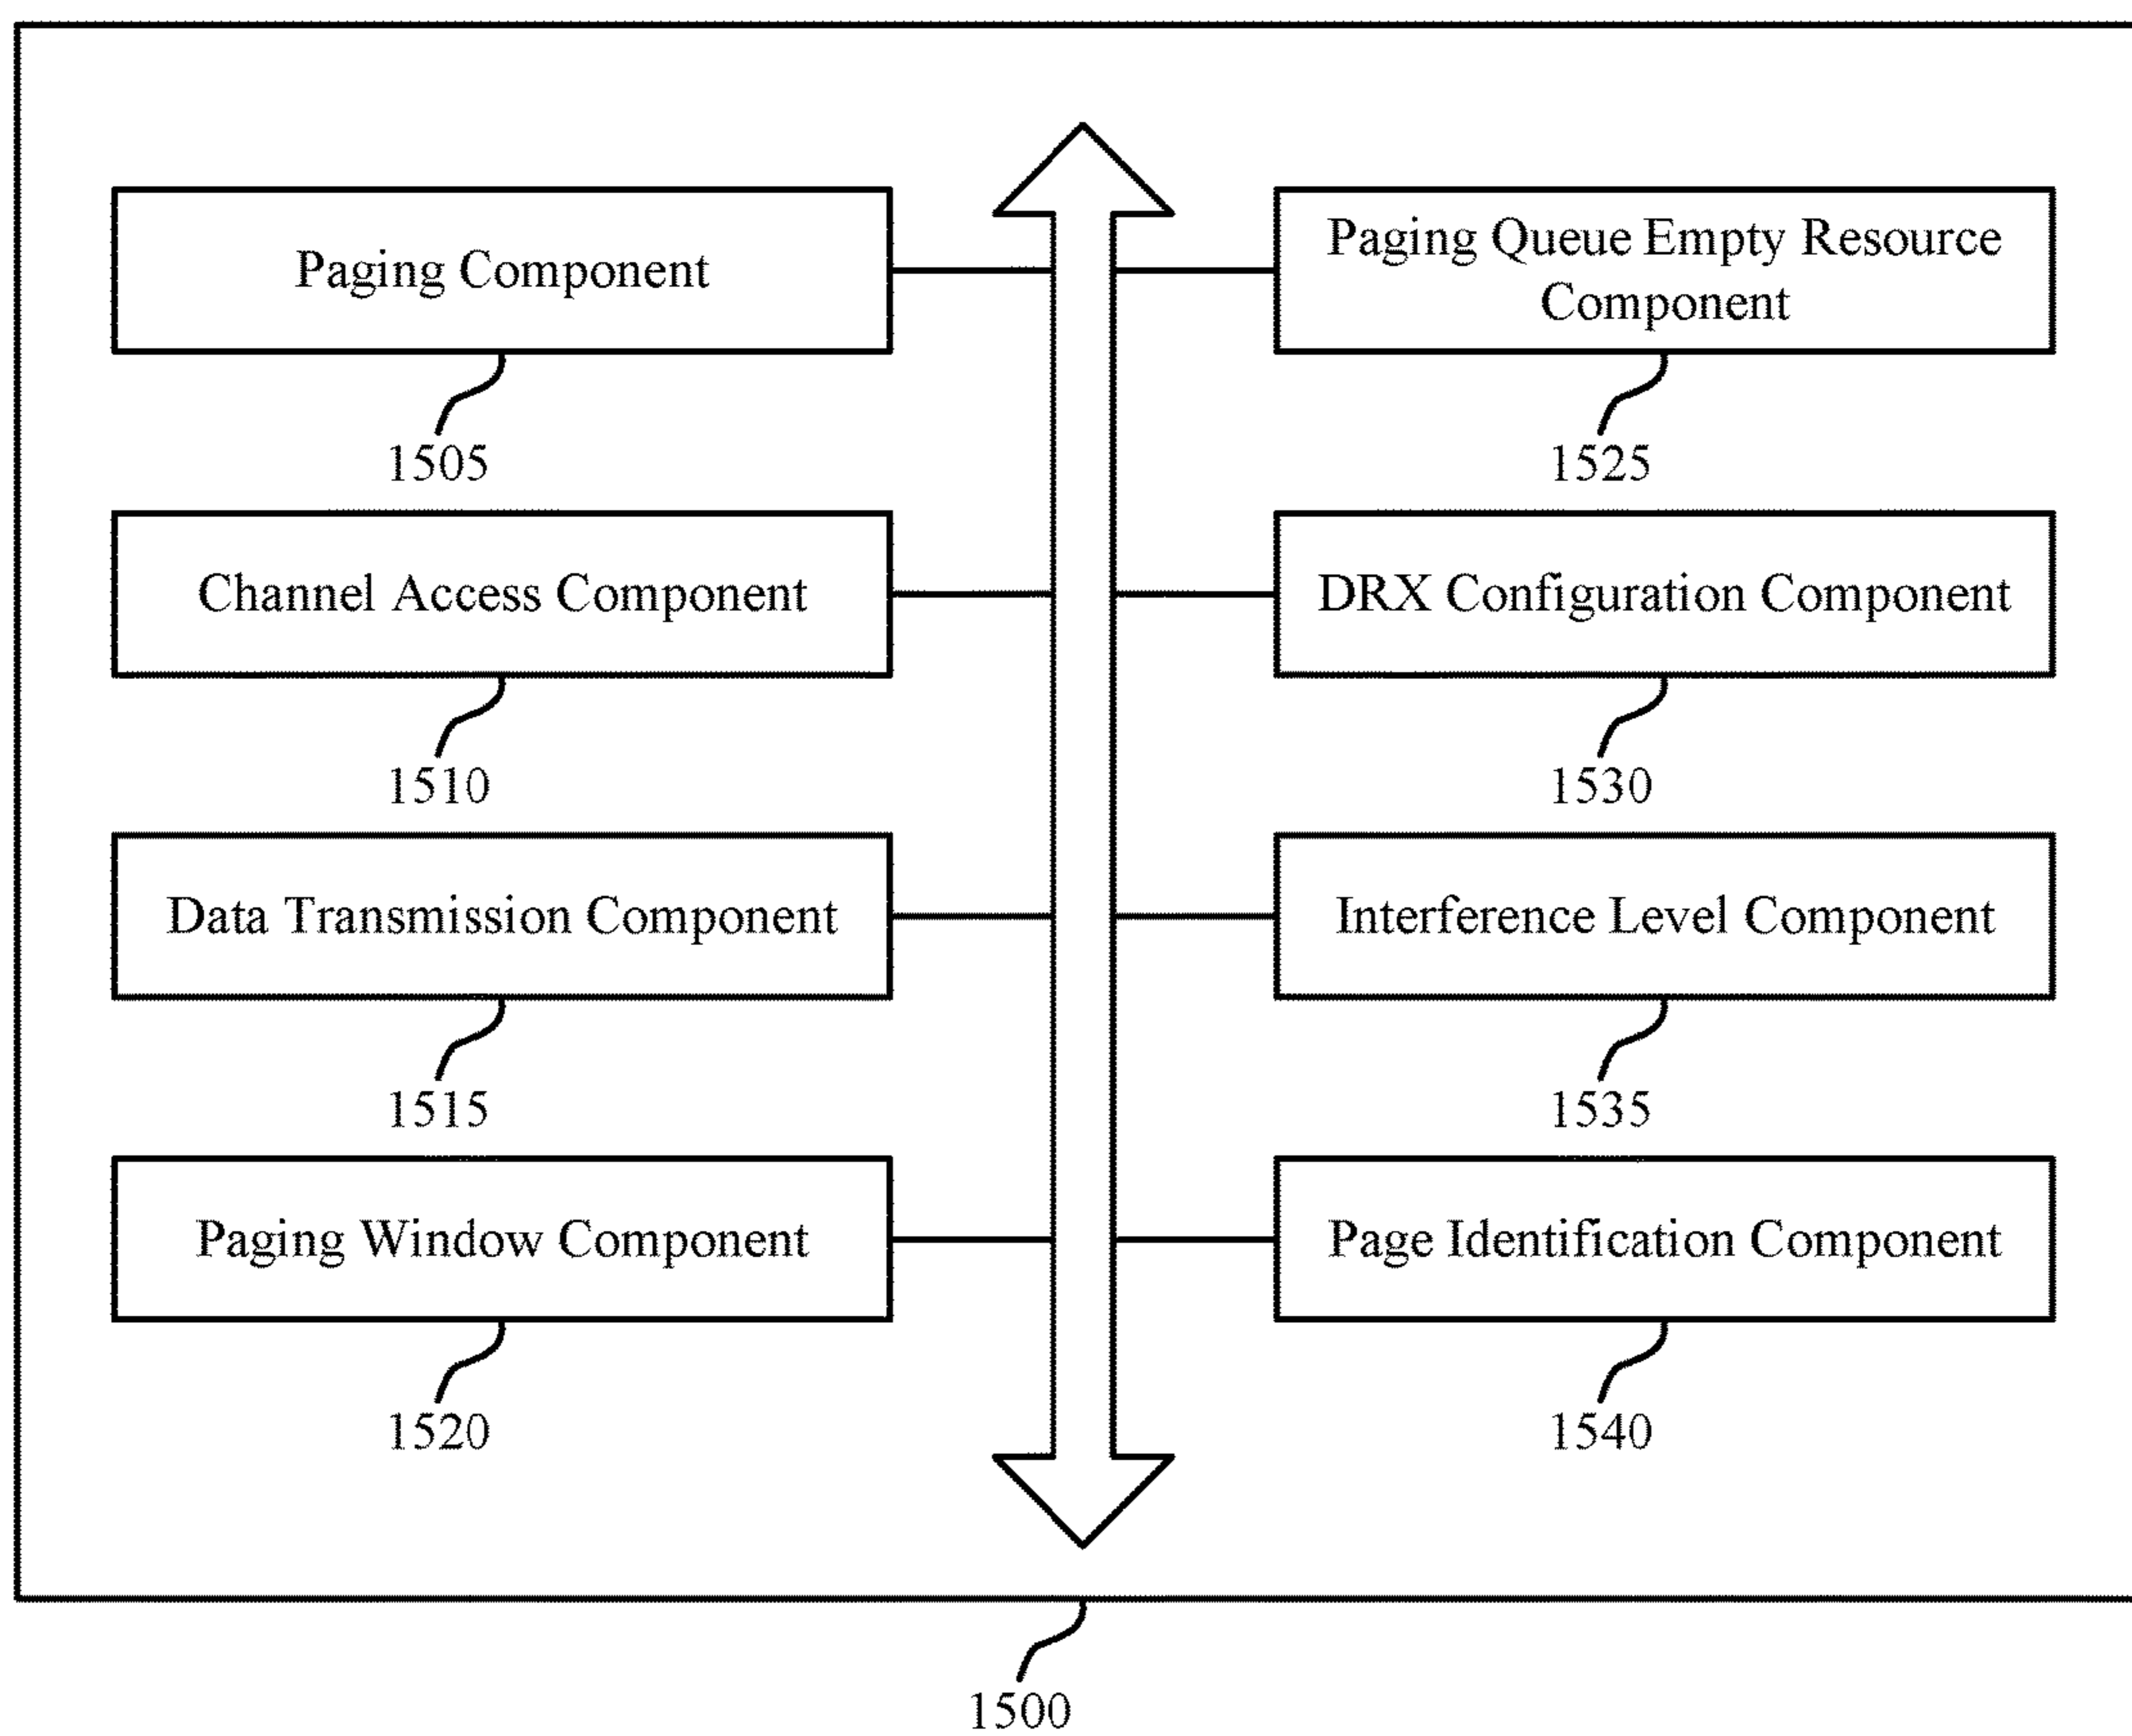 Paging Component
1505
Channel Access Component
1510
Data Transmission Component
1515
Paging Window Component
1520
Paging Queue Empty Resource
Component
1525
DRX Configuration Component
1530
Interference Level Component
1535
Page Identification Component
1540
1500